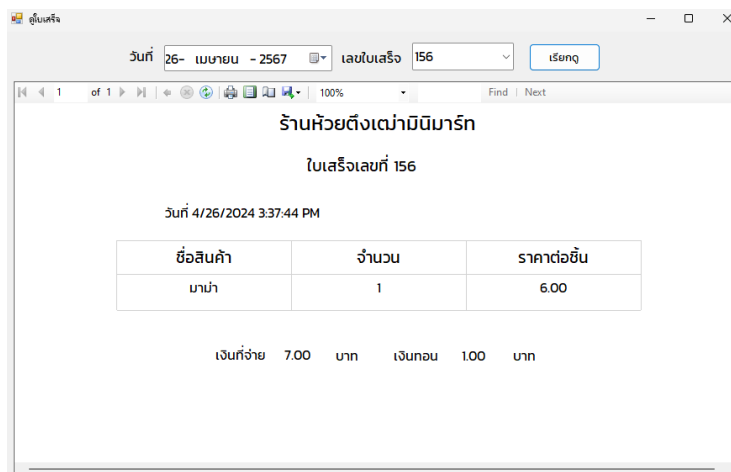 ดูใบเสร็จ
วันที่ 26- เมษายน - 2567 เลขใบเสร็จ 156 เรียกดู
1 of 1 100% Find | Next
ร้านห้วยตึงเฒ่ามินิมาร์ท
ใบเสร็จเลขที่ 156
วันที่ 4/26/2024 3:37:44 PM
ชื่อสินค้า จำนวน ราคาต่อชิ้น
มาม่า 1 6.00
เงินที่จ่าย 7.00 บาท เงินทอน 1.00 บาท